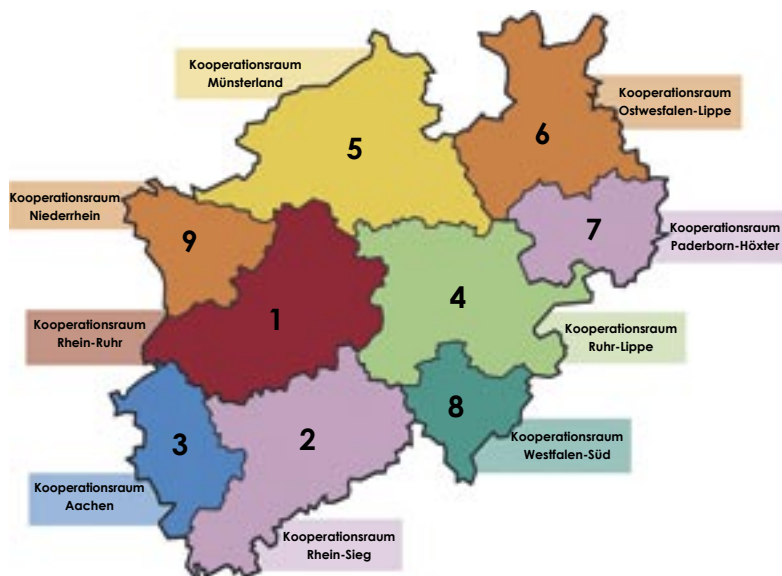 Kooperationsraum
Münsterland
Kooperationsraum
Ostwestfalen-Lippe
5
6
Kooperationsraum
Niederrhein
9
7
Kooperationsraum
Paderborn-Höxter
Kooperationsraum
Rhein-Ruhr
1
4
Kooperationsraum
Ruhr-Lippe
3
2
8
Kooperationsraum
Westfalen-Süd
Kooperationsraum
Aachen
Kooperationsraum
Rhein-Sieg